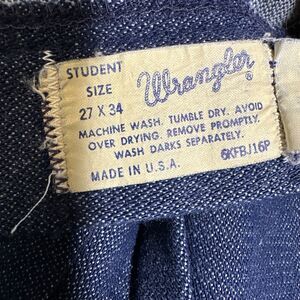 STUDENT
SIZE
27 X 34
Wrangler®
MACHINE WASH. TUMBLE DRY. AVOID
OVER DRYING. REMOVE PROMPTLY.
WASH DARKS SEPARATELY.
MADE IN U.S.A. 6KFBJ16P